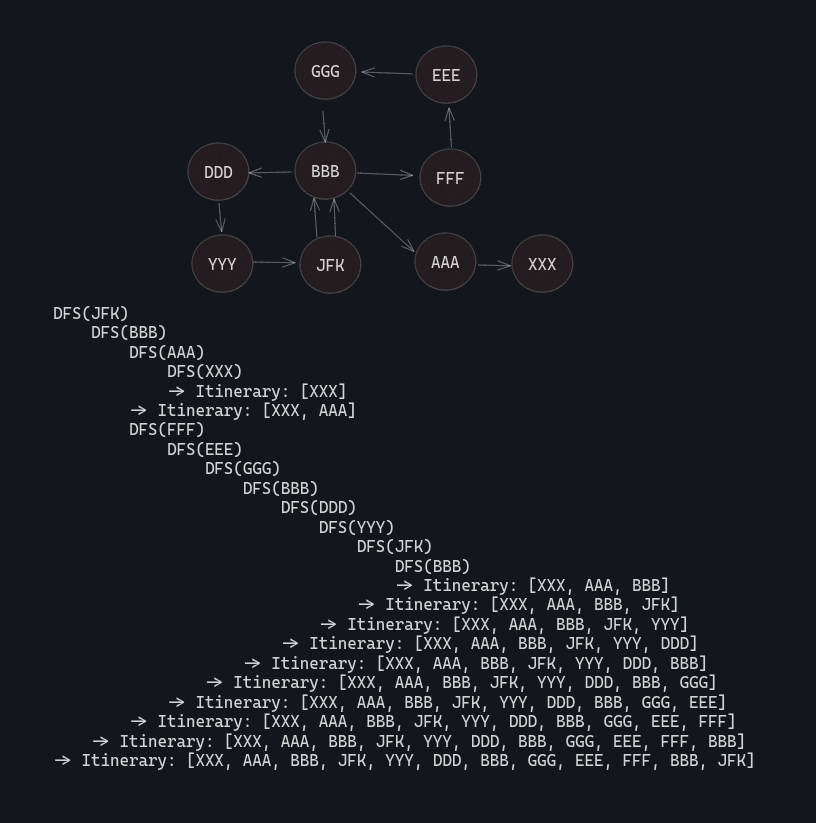 GGG
EEE
DDD
BBB
FFF
YYY
JFK
AAA
XXX
DFS(JFK)
DFS(BBB)
DFS(AAA)
DFS(XXX)
→ Itinerary: [XXX]
→ Itinerary: [XXX, AAA]
DFS(FFF)
DFS(EEE)
DFS(GGG)
DFS(BBB)
DFS(DDD)
DFS(YYY)
DFS(JFK)
DFS(BBB)
→ Itinerary: [XXX, AAA, BBB]
→ Itinerary: [XXX, AAA, BBB, JFK]
→ Itinerary: [XXX, AAA, BBB, JFK, YYY]
→ Itinerary: [XXX, AAA, BBB, JFK, YYY, DDD]
→ Itinerary: [XXX, AAA, BBB, JFK, YYY, DDD, BBB]
→ Itinerary: [XXX, AAA, BBB, JFK, YYY, DDD, BBB, GGG]
→ Itinerary: [XXX, AAA, BBB, JFK, YYY, DDD, BBB, GGG, EEE]
→ Itinerary: [XXX, AAA, BBB, JFK, YYY, DDD, BBB, GGG, EEE, FFF]
→ Itinerary: [XXX, AAA, BBB, JFK, YYY, DDD, BBB, GGG, EEE, FFF, BBB]
→ Itinerary: [XXX, AAA, BBB, JFK, YYY, DDD, BBB, GGG, EEE, FFF, BBB, JFK]